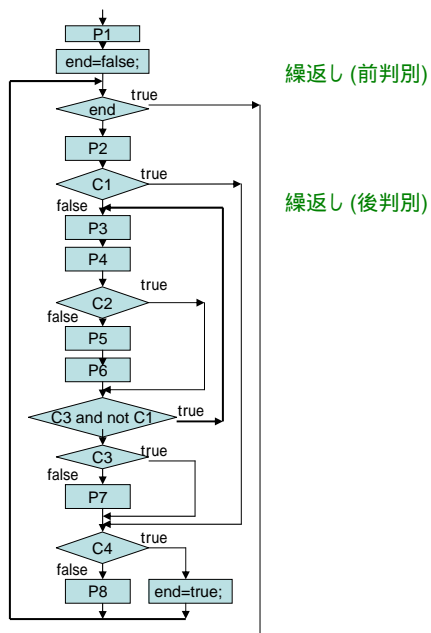 P1
end=false;
繰返し(前判別)
true
end
P2
true
C1
繰返し(後判別)
false
P3
P4
true
C2
false
P5
P6
true
C3 and not C1
true
C3
false
P7
true
C4
false
P8
end=true;